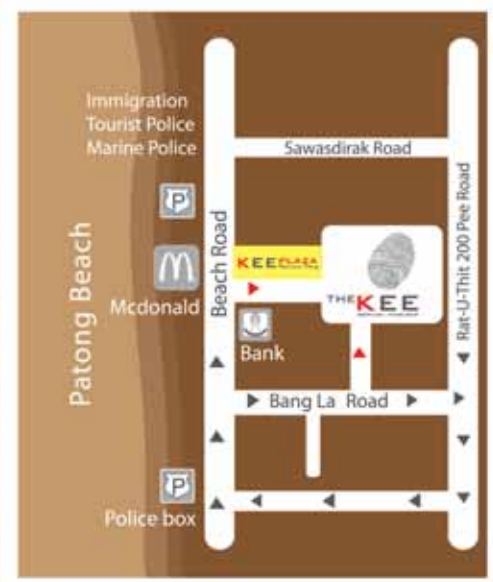 Immigration
Tourist Police
Marine Police
Sawasdirak Road
P
Patong Beach
Beach Road
Rat-U-Thit 200 Pee Road
KEE PLAZA
Mcdonald
THE KEE
Bank
Bang La Road
P
Police box